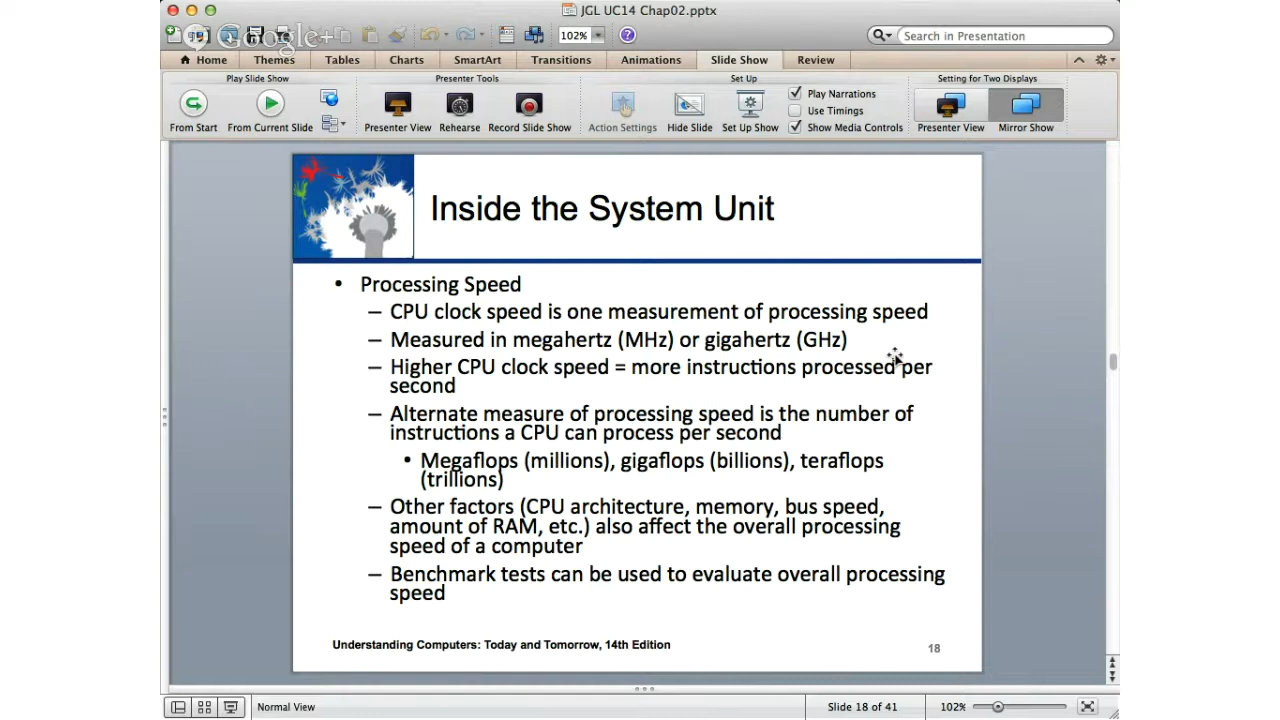 JGL UC14 Chap02.pptx
Google+
102%
Search in Presentation
Home Themes Tables Charts SmartArt Transitions Animations Slide Show Review
Play Slide Show Presenter Tools Set Up Setting for Two Displays
Play Narrations
Use Timings
From Start From Current Slide Presenter View Rehearse Record Slide Show Action Settings Hide Slide Set Up Show Show Media Controls Presenter View Mirror Show
Inside the System Unit
• Processing Speed
– CPU clock speed is one measurement of processing speed
– Measured in megahertz (MHz) or gigahertz (GHz)
– Higher CPU clock speed = more instructions processed per
second
– Alternate measure of processing speed is the number of
instructions a CPU can process per second
• Megaflops (millions), gigaflops (billions), teraflops
(trillions)
– Other factors (CPU architecture, memory, bus speed,
amount of RAM, etc.) also affect the overall processing
speed of a computer
– Benchmark tests can be used to evaluate overall processing
speed
Understanding Computers: Today and Tomorrow, 14th Edition
18
Normal View Slide 18 of 41 102%